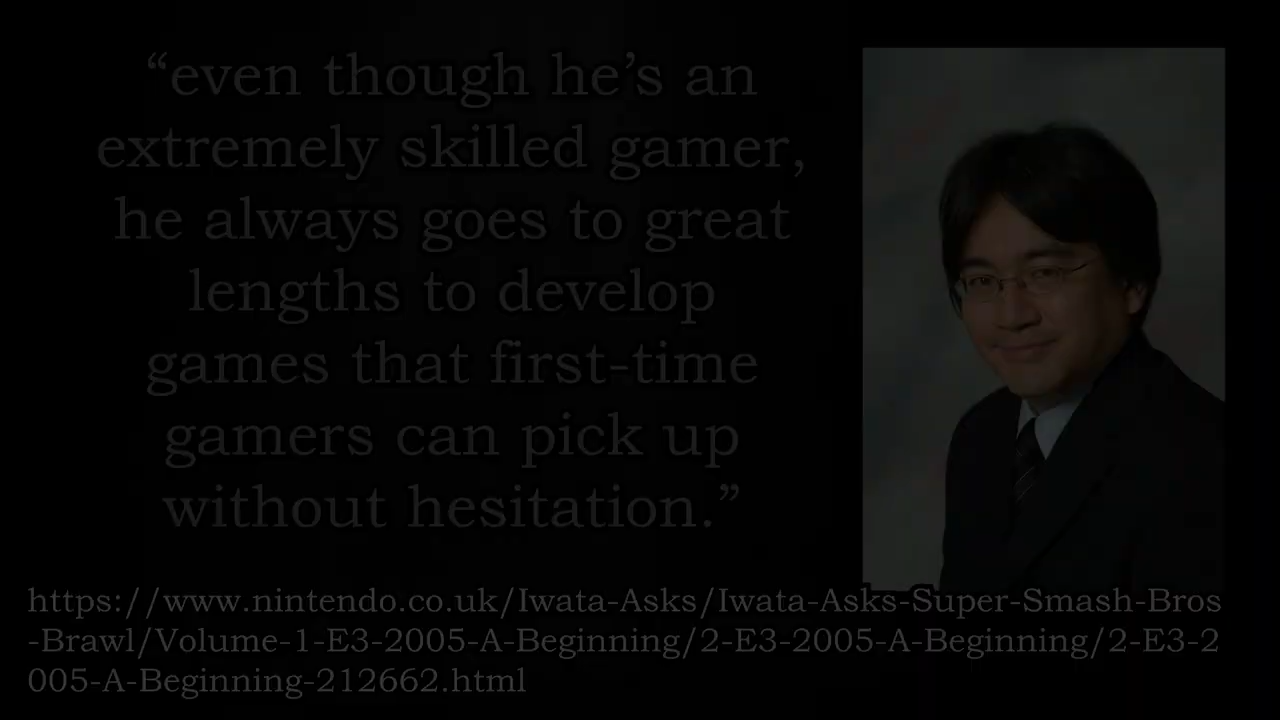 “even though he’s an
extremely skilled gamer,
he always goes to great
lengths to develop
games that first-time
gamers can pick up
without hesitation.”
https://www.nintendo.co.uk/Iwata-Asks/Iwata-Asks-Super-Smash-Bros
-Brawl/Volume-1-E3-2005-A-Beginning/2-E3-2005-A-Beginning/2-E3-2
005-A-Beginning-212662.html